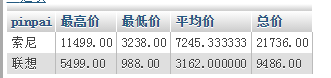 pinpai 最高价 最低价 平均价 总价
索尼 11499.00 3238.00 7245.333333 21736.00
联想 5499.00 988.00 3162.000000 9486.00